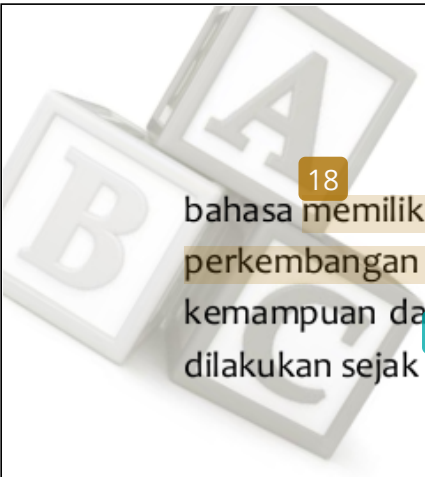 A
B
C
18
bahasa memilik
perkembangan
kemampuan da
dilakukan sejak